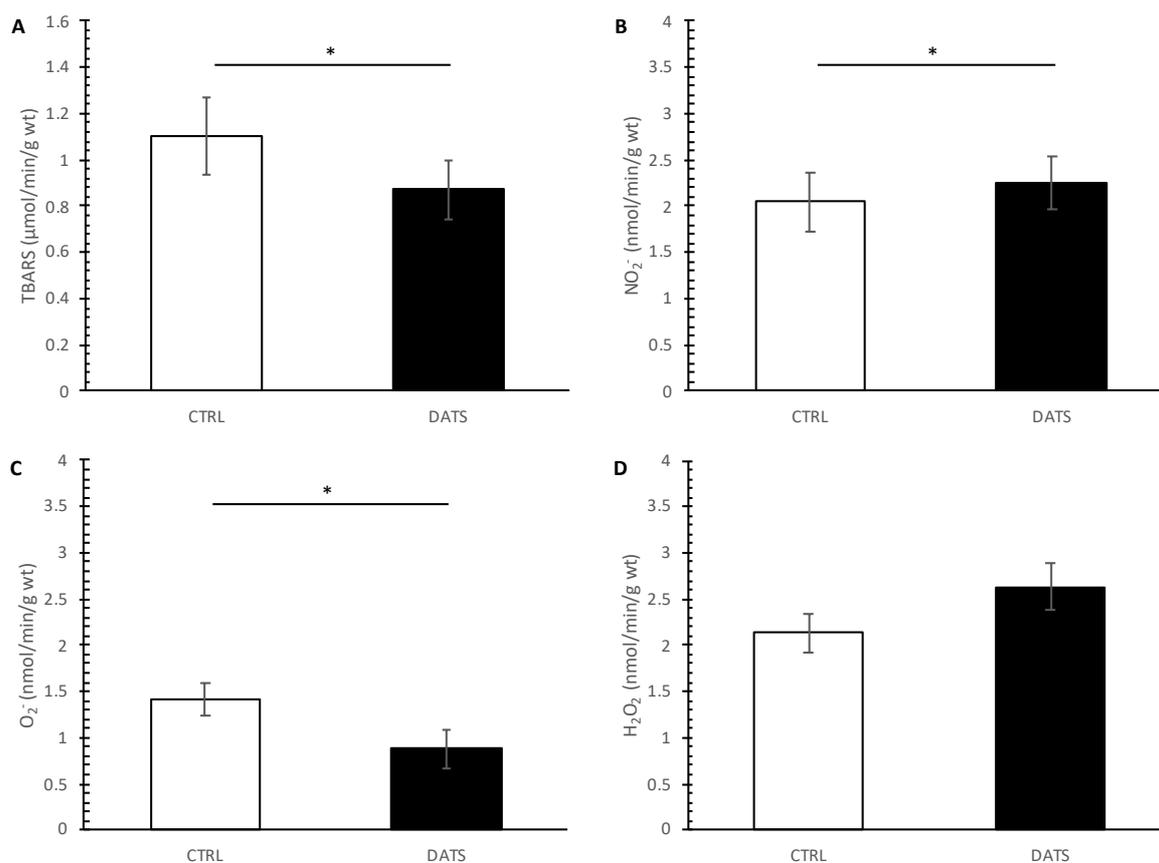 A
TBARS (μmol/min/g wt)
1.6
1.4
1.2
1
0.8
0.6
0.4
0.2
0
*
CTRL
DATS
B
NO₂⁻ (nmol/min/g wt)
4
3.5
3
2.5
2
1.5
1
0.5
0
*
CTRL
DATS
C
O₂⁻ (nmol/min/g wt)
4
3.5
3
2.5
2
1.5
1
0.5
0
*
CTRL
DATS
D
H₂O₂ (nmol/min/g wt)
4
3.5
3
2.5
2
1.5
1
0.5
0
CTRL
DATS